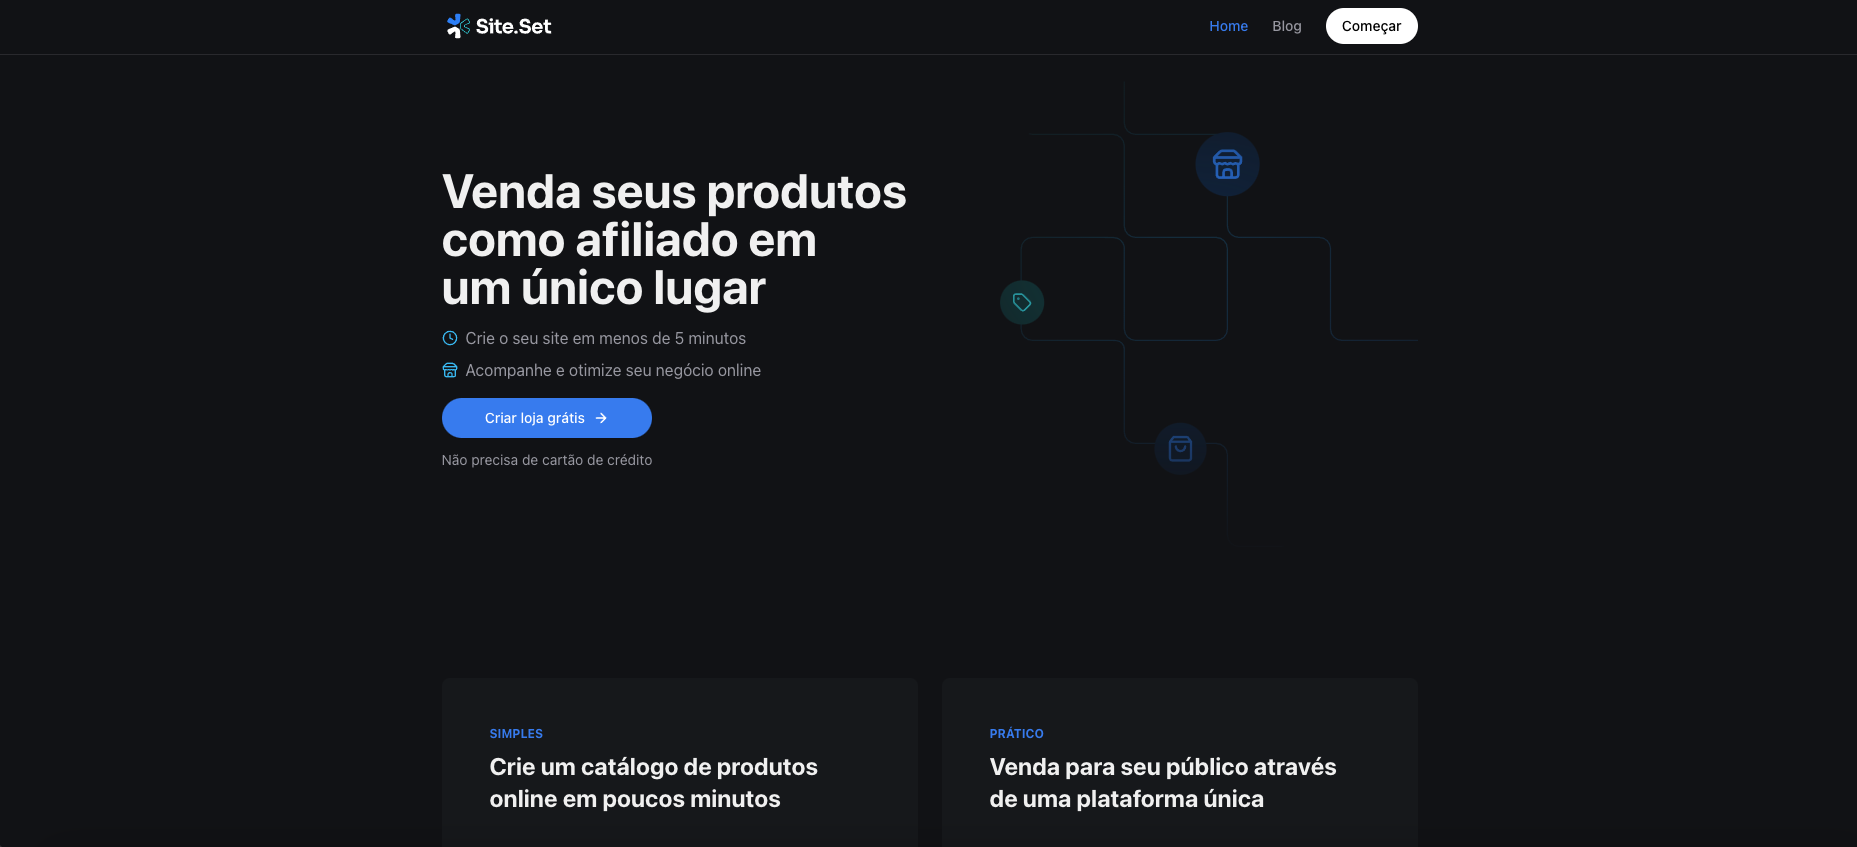 Site.Set
Home
Blog
Começar
Venda seus produtos
como afiliado em
um único lugar
Crie o seu site em menos de 5 minutos
Acompanhe e otimize seu negócio online
Criar loja grátis
Não precisa de cartão de crédito
SIMPLES
Crie um catálogo de produtos
online em poucos minutos
PRÁTICO
Venda para seu público através
de uma plataforma única